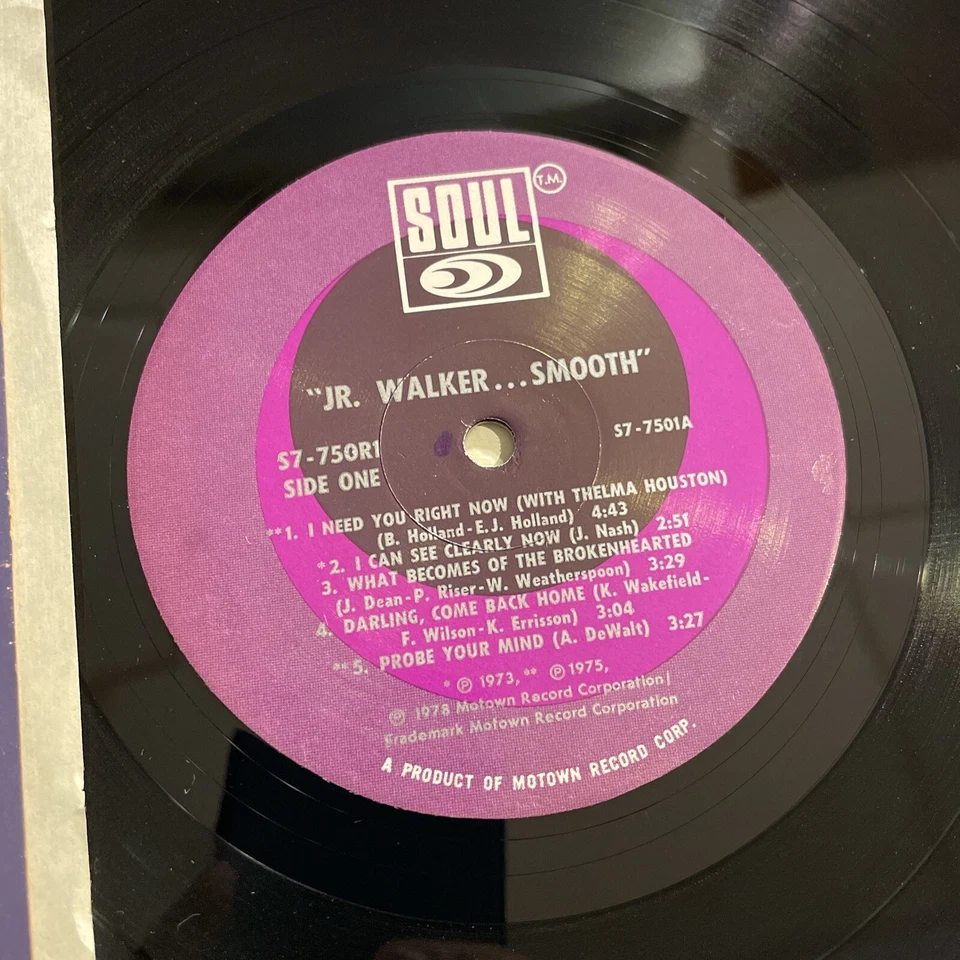 SOUL T.M.
"JR. WALKER...SMOOTH"
S7-750R1
S7-7501A
SIDE ONE
**1. I NEED YOU RIGHT NOW (WITH THELMA HOUSTON)
(B. Holland-E.J. Holland) 4:43
*2. I CAN SEE CLEARLY NOW (J. Nash) 2:51
3. WHAT BECOMES OF THE BROKENHEARTED
(J. Dean-P. Riser-W. Weatherspoon) 3:29
4. DARLING, COME BACK HOME (K. Wakefield-
F. Wilson-K. Errisson) 3:04
**5. PROBE YOUR MIND (A. DeWalt) 3:27
* ℗ 1973, ** ℗ 1975,
℗ 1978 Motown Record Corporation
Trademark Motown Record Corporation
A PRODUCT OF MOTOWN RECORD CORP.